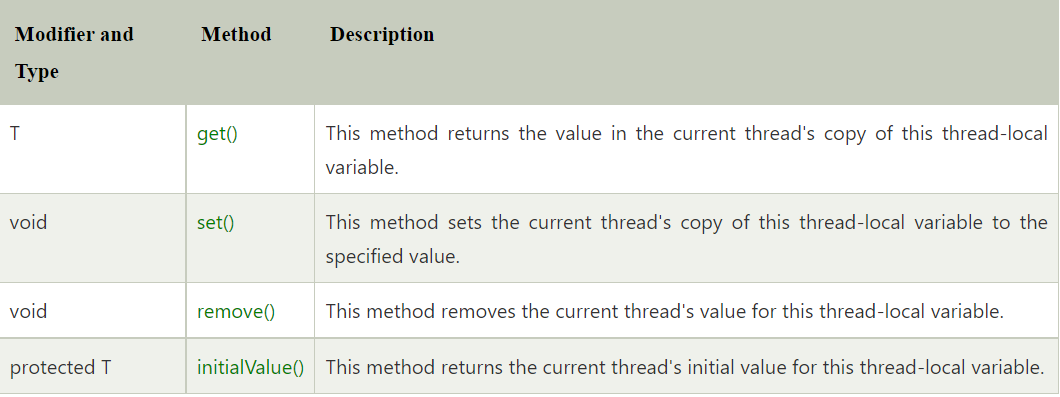 Modifier and Type Method Description
T get() This method returns the value in the current thread's copy of this thread-local
variable.
void set() This method sets the current thread's copy of this thread-local variable to the
specified value.
void remove() This method removes the current thread's value for this thread-local variable.
protected T initialValue() This method returns the current thread's initial value for this thread-local variable.